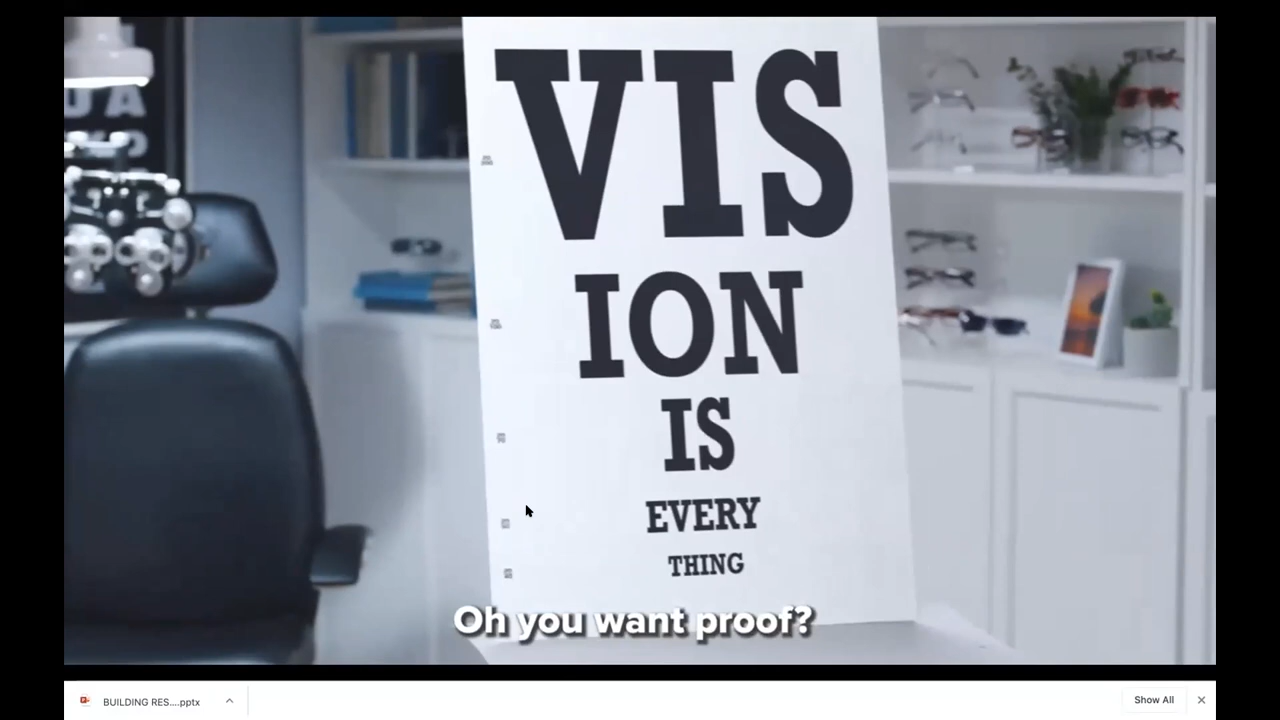 U A
VIS
ION
IS
EVERY
THING
Oh you want proof?
BUILDING RES....pptx
Show All